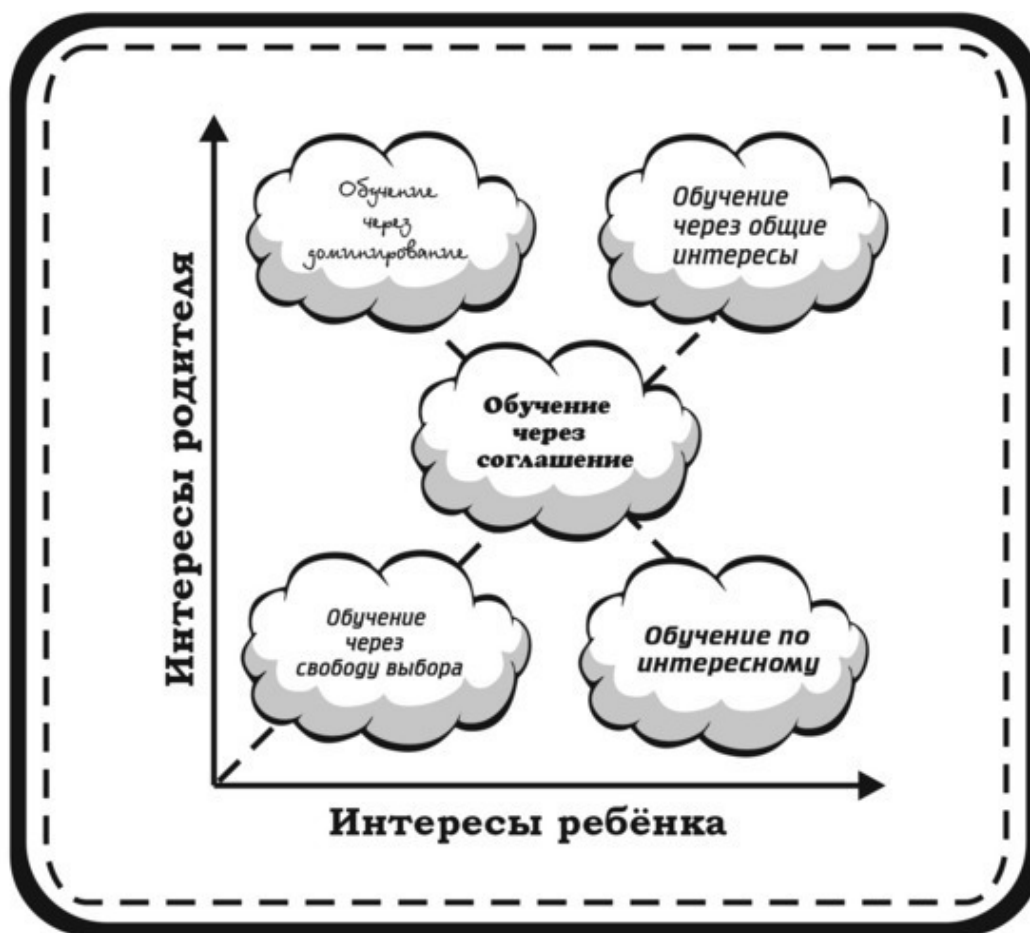 Интересы родителя
Обучение
через
доминирование
Обучение
через общие
интересы
Обучение
через
соглашение
Обучение
через
свободу выбора
Обучение по
интересному
Интересы ребёнка